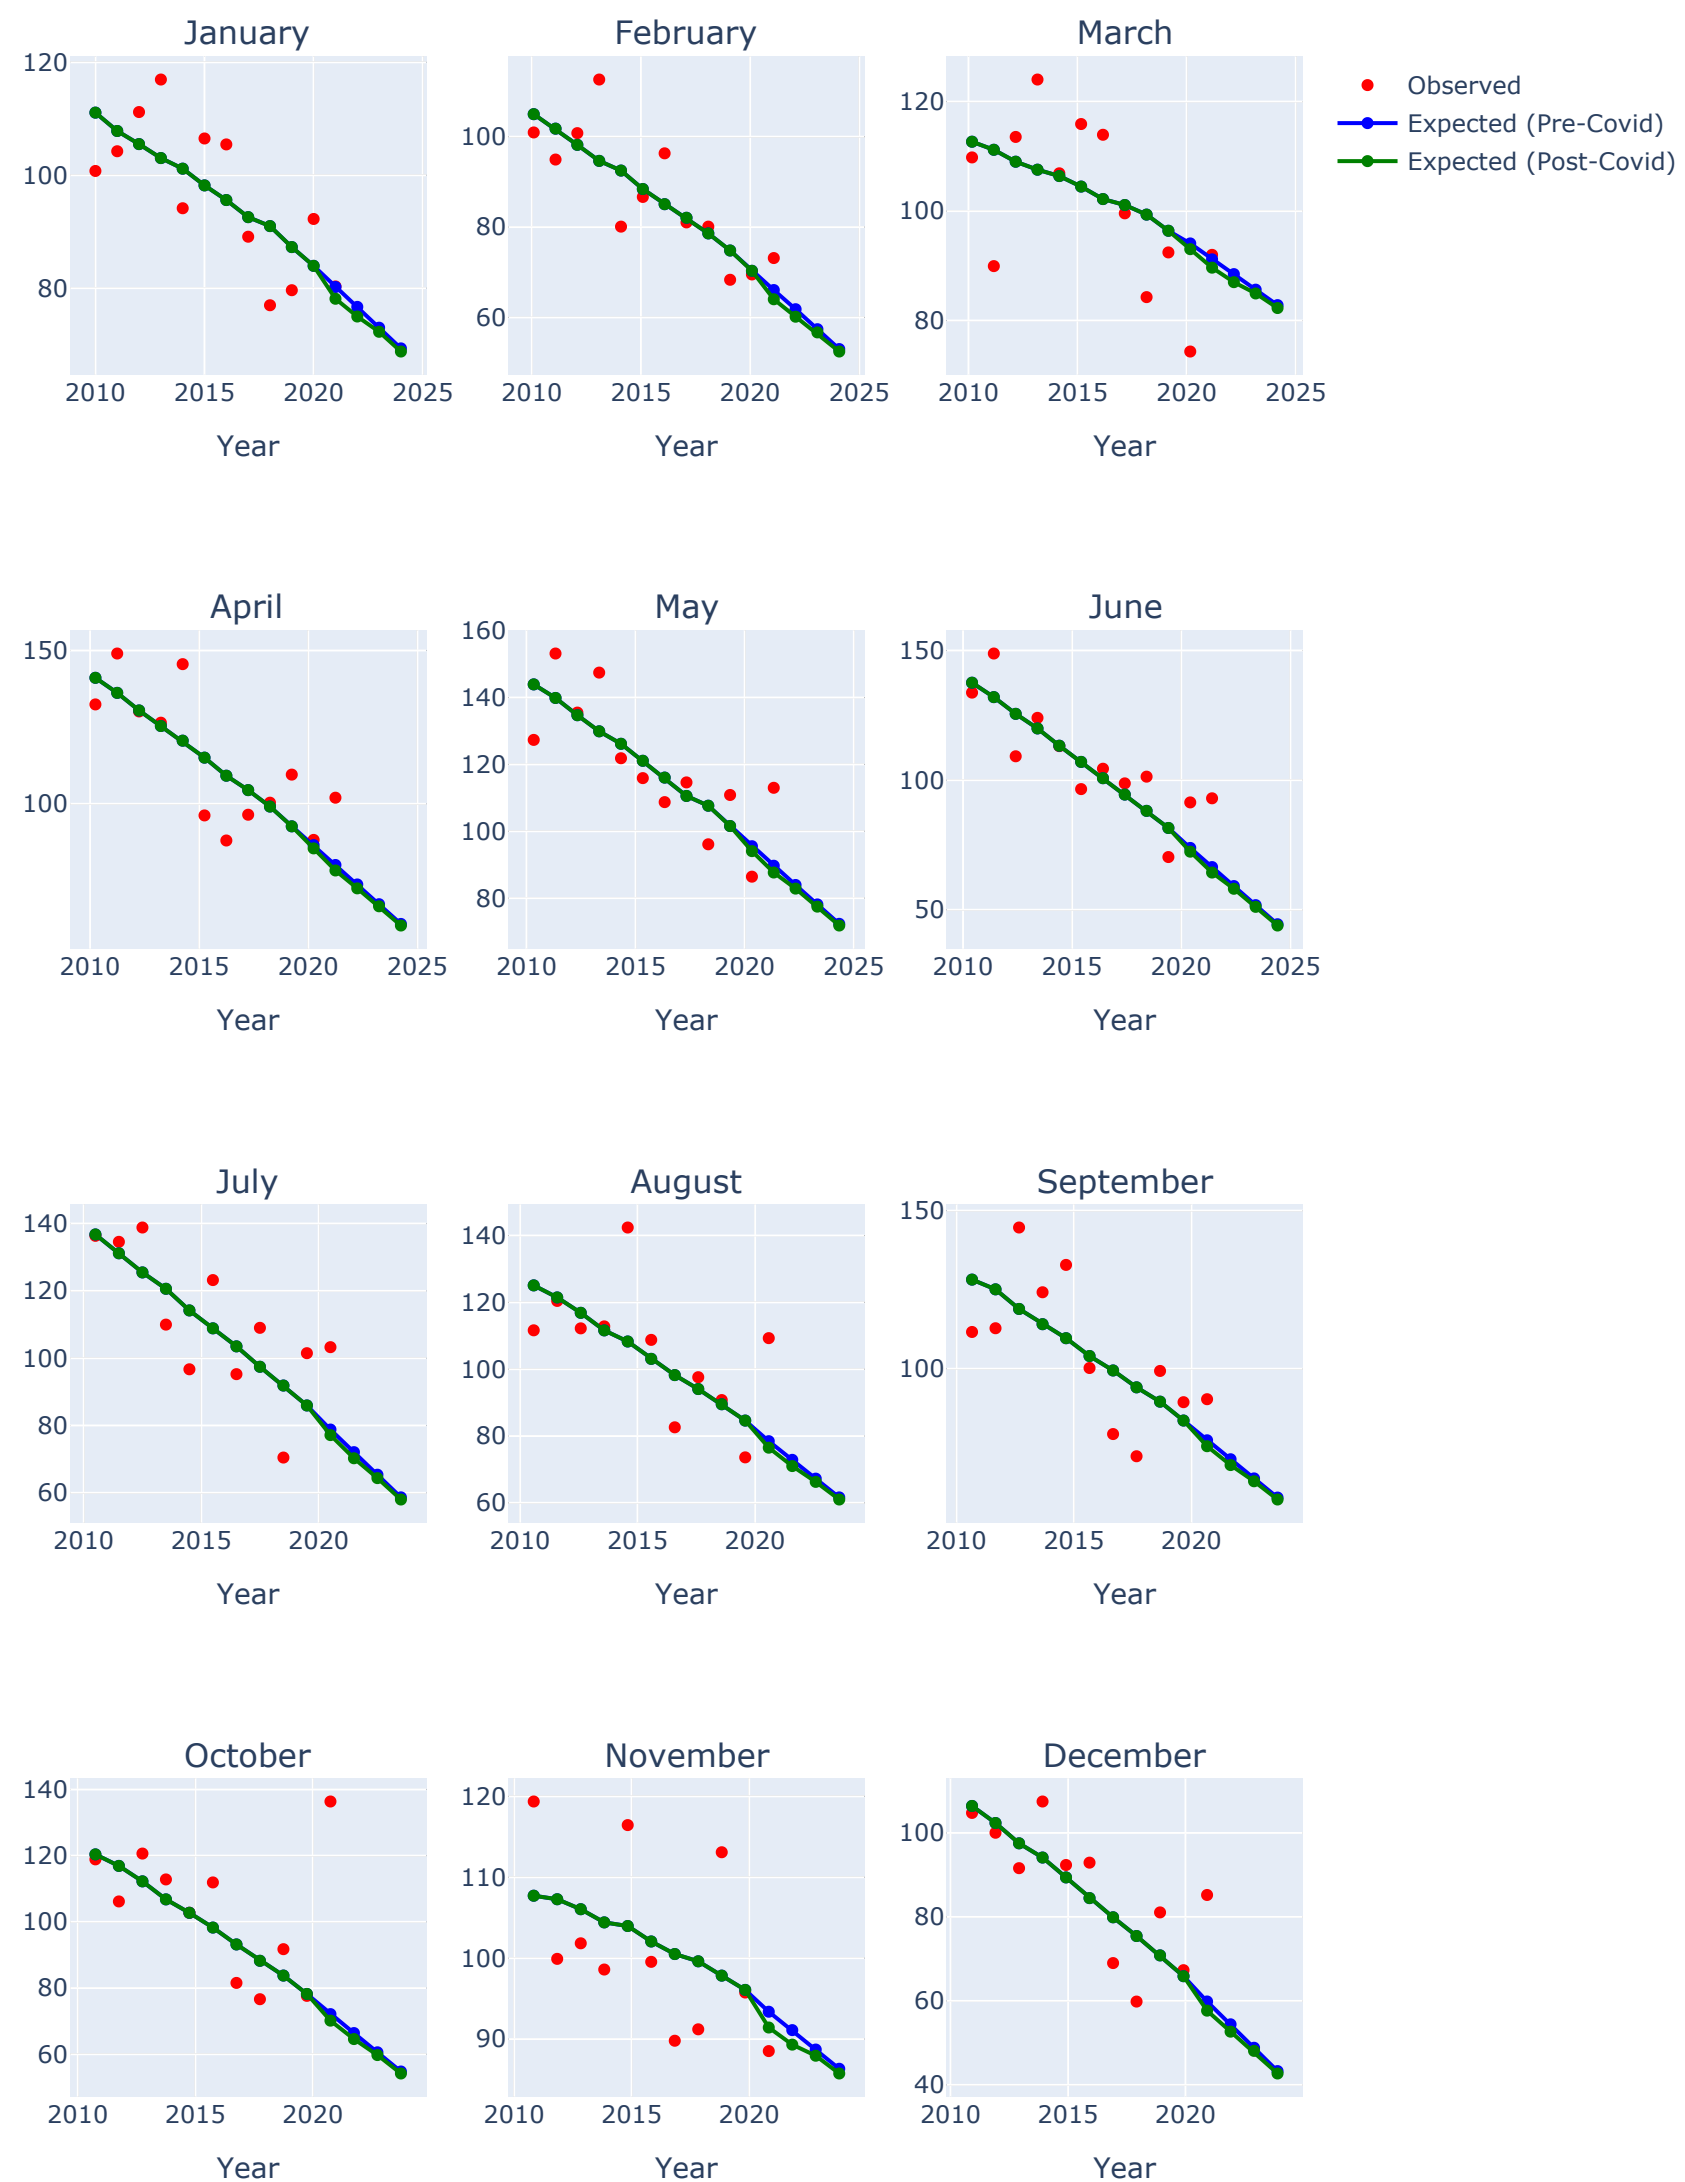 January
February
March
120
100
80
2010 2015 2020 2025
Year
100
80
60
2010 2015 2020 2025
Year
120
100
80
2010 2015 2020 2025
Year
Observed
Expected (Pre-Covid)
Expected (Post-Covid)
April
May
June
150
100
2010 2015 2020 2025
Year
160
140
120
100
80
2010 2015 2020 2025
Year
150
100
50
2010 2015 2020 2025
Year
July
August
September
140
120
100
80
60
2010 2015 2020
Year
140
120
100
80
60
2010 2015 2020
Year
150
100
2010 2015 2020
Year
October
November
December
140
120
100
80
60
2010 2015 2020
Year
120
110
100
90
2010 2015 2020
Year
100
80
60
40
2010 2015 2020
Year